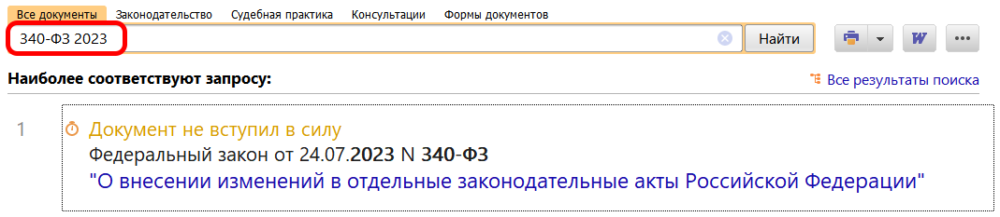 Все документы Законодательство Судебная практика Консультации Формы документов
340-ФЗ 2023 Найти W
Наиболее соответствуют запросу: Все результаты поиска
1 Документ не вступил в силу
Федеральный закон от 24.07.2023 N 340-ФЗ
"О внесении изменений в отдельные законодательные акты Российской Федерации"